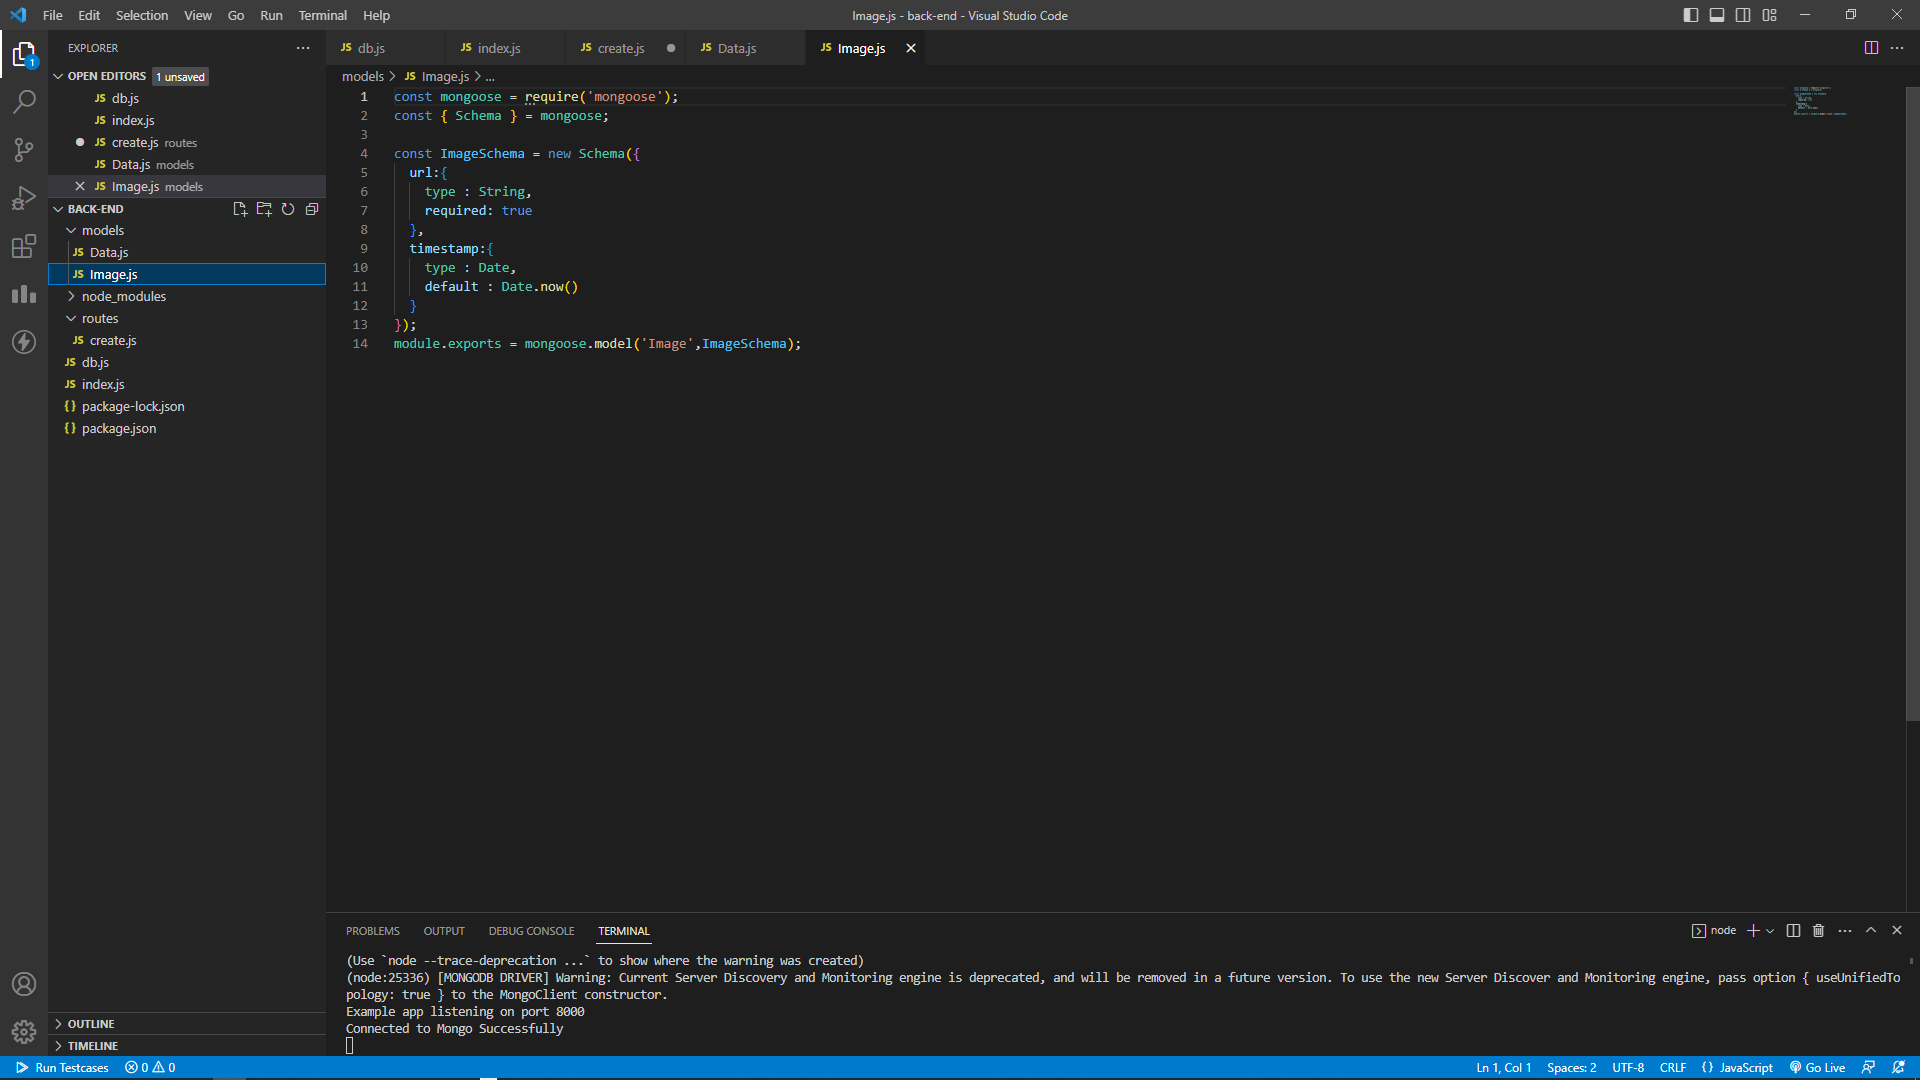 File Edit Selection View Go Run Terminal Help
Image.js - back-end - Visual Studio Code
EXPLORER
OPEN EDITORS 1 unsaved
JS db.js
JS index.js
JS create.js routes
JS Data.js models
JS Image.js models
BACK-END
models
JS Data.js
JS Image.js
node_modules
routes
JS create.js
JS db.js
JS index.js
{} package-lock.json
{} package.json
OUTLINE
TIMELINE
JS db.js JS index.js JS create.js JS Data.js JS Image.js
models > JS Image.js > ...
1 const mongoose = require('mongoose');
2 const { Schema } = mongoose;
3
4 const ImageSchema = new Schema({
5 url:{
6 type : String,
7 required: true
8 },
9 timestamp:{
10 type : Date,
11 default : Date.now()
12 }
13 });
14 module.exports = mongoose.model('Image',ImageSchema);
PROBLEMS OUTPUT DEBUG CONSOLE TERMINAL
node
(Use `node --trace-deprecation ...` to show where the warning was created)
(node:25336) [MONGODB DRIVER] Warning: Current Server Discovery and Monitoring engine is deprecated, and will be removed in a future version. To use the new Server Discover and Monitoring engine, pass option { useUnifiedTo
pology: true } to the MongoClient constructor.
Example app listening on port 8000
Connected to Mongo Successfully
1
Run Testcases 0 0
Ln 1, Col 1 Spaces: 2 UTF-8 CRLF {} JavaScript Go Live